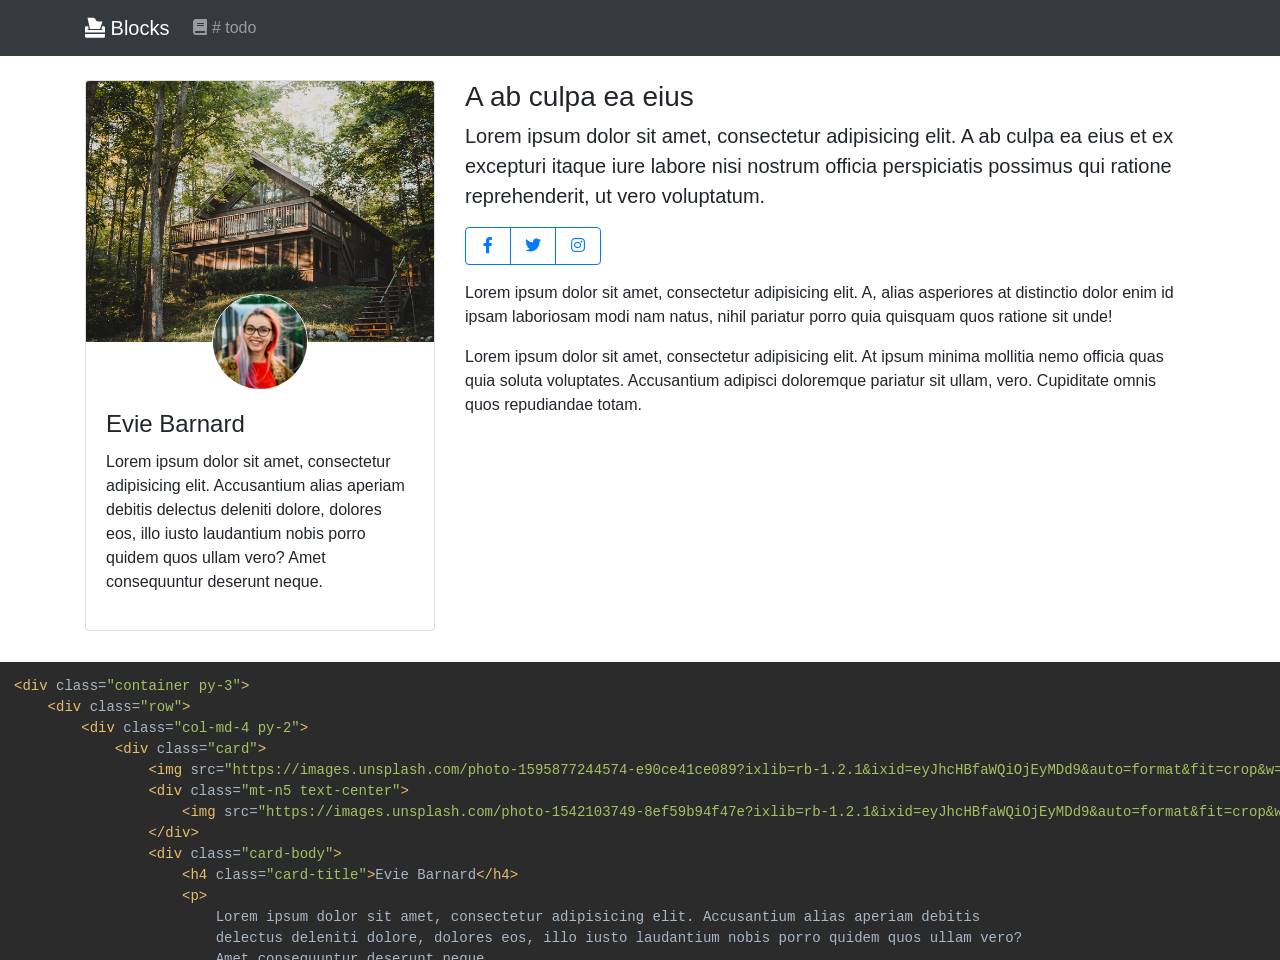 Blocks # todo
A ab culpa ea eius
Lorem ipsum dolor sit amet, consectetur adipisicing elit. A ab culpa ea eius et ex
excepturi itaque iure labore nisi nostrum officia perspiciatis possimus qui ratione
reprehenderit, ut vero voluptatum.
Lorem ipsum dolor sit amet, consectetur adipisicing elit. A, alias asperiores at distinctio dolor enim id
ipsam laboriosam modi nam natus, nihil pariatur porro quia quisquam quos ratione sit unde!
Lorem ipsum dolor sit amet, consectetur adipisicing elit. At ipsum minima mollitia nemo officia quas
quia soluta voluptates. Accusantium adipisci doloremque pariatur sit ullam, vero. Cupiditate omnis
quos repudiandae totam.
Evie Barnard
Lorem ipsum dolor sit amet, consectetur
adipisicing elit. Accusantium alias aperiam
debitis delectus deleniti dolore, dolores
eos, illo iusto laudantium nobis porro
quidem quos ullam vero? Amet
consequuntur deserunt neque.
<div class="container py-3">
    <div class="row">
        <div class="col-md-4 py-2">
            <div class="card">
                <img src="https://images.unsplash.com/photo-1595877244574-e90ce41ce089?ixlib=rb-1.2.1&ixid=eyJhcHBfaWQiOjEyMDd9&auto=format&fit=crop&w=
                <div class="mt-n5 text-center">
                    <img src="https://images.unsplash.com/photo-1542103749-8ef59b94f47e?ixlib=rb-1.2.1&ixid=eyJhcHBfaWQiOjEyMDd9&auto=format&fit=crop&w
                </div>
                <div class="card-body">
                    <h4 class="card-title">Evie Barnard</h4>
                    <p>
                        Lorem ipsum dolor sit amet, consectetur adipisicing elit. Accusantium alias aperiam debitis
                        delectus deleniti dolore, dolores eos, illo iusto laudantium nobis porro quidem quos ullam vero?
                        Amet consequuntur deserunt neque.